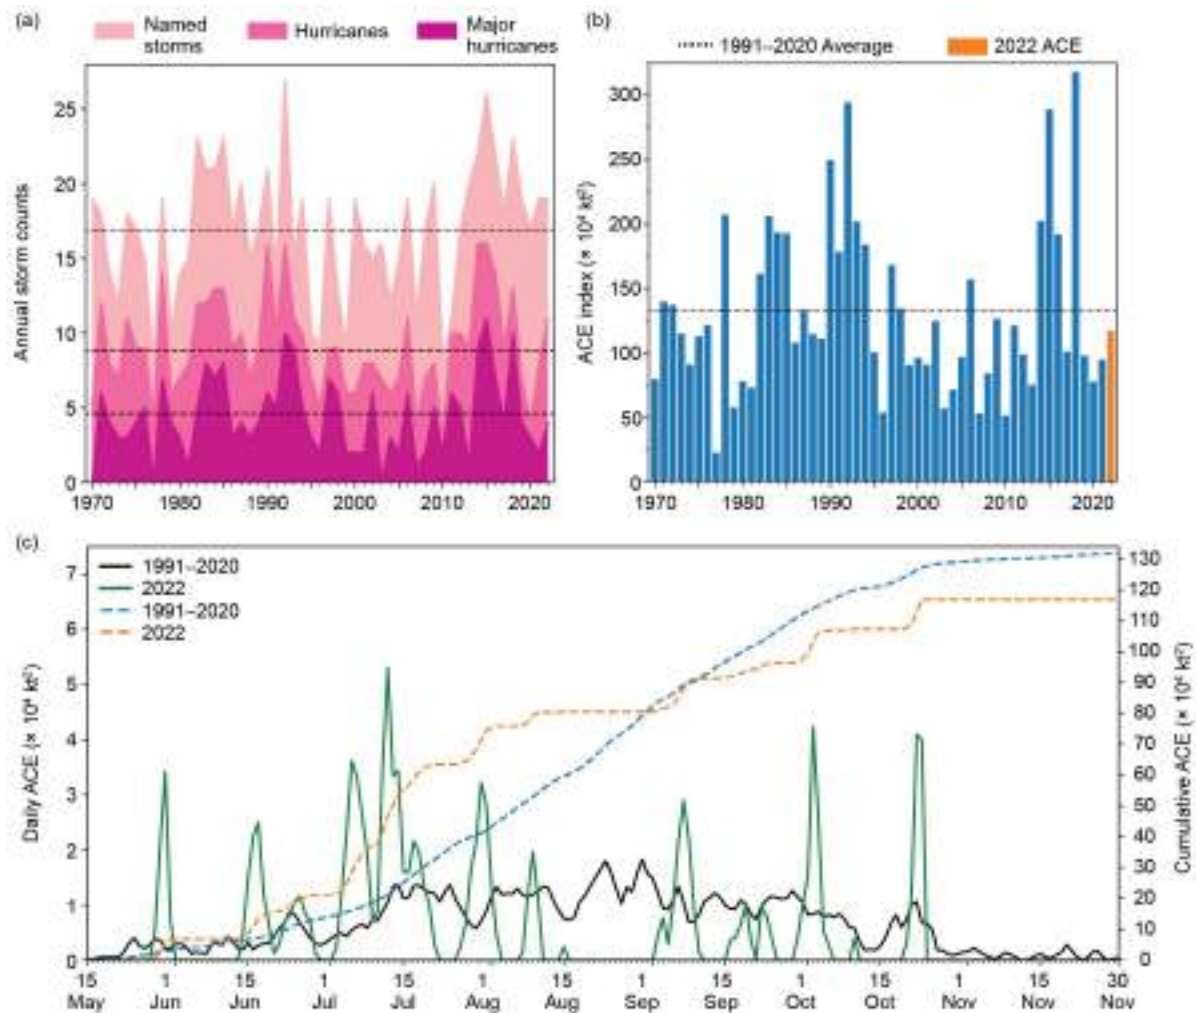 (a)
Named storms
Hurricanes
Major hurricanes
Annual storm counts
25
20
15
10
5
0
1970 1980 1990 2000 2010 2020
(b)
1991–2020 Average
2022 ACE
ACE index (× 10⁴ kt²)
300
250
200
150
100
50
0
1970 1980 1990 2000 2010 2020
(c)
1991–2020
2022
1991–2020
2022
Daily ACE (× 10⁴ kt²)
7
6
5
4
3
2
1
0
Cumulative ACE (× 10⁴ kt²)
130
120
110
100
90
80
70
60
50
40
30
20
10
0
15 1 15 1 15 1 15 1 15 1 15 1 15 30
May Jun Jun Jul Jul Aug Aug Sep Sep Oct Oct Nov Nov Nov